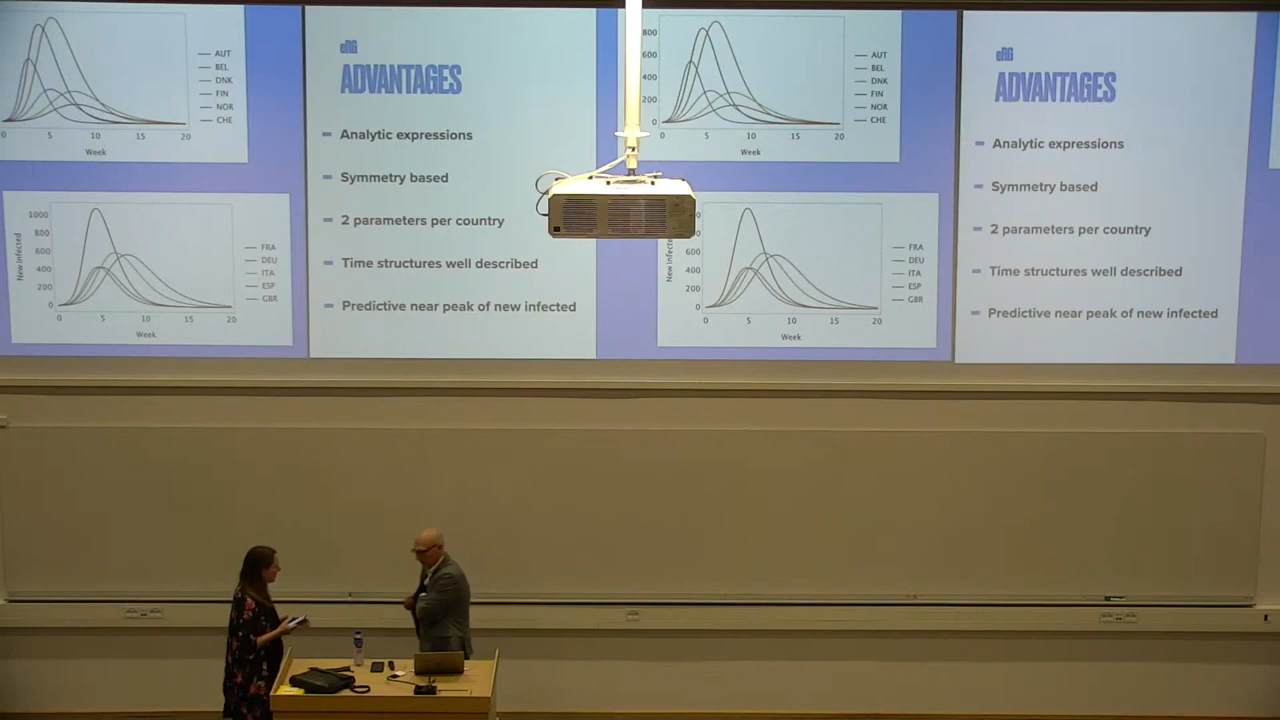 AUT
BEL
DNK
FIN
NOR
CHE
0
5
10
15
20
Week
1000
800
600
400
200
0
New Infected
FRA
DEU
ITA
ESP
GBR
0
5
10
15
20
Week
eRG
ADVANTAGES
Analytic expressions
Symmetry based
2 parameters per country
Time structures well described
Predictive near peak of new infected
800
600
400
200
0
AUT
BEL
DNK
FIN
NOR
CHE
0
5
10
15
20
Week
0
600
400
200
0
New Infected
FRA
DEU
ITA
ESP
GBR
0
5
10
15
20
Week
eRG
ADVANTAGES
Analytic expressions
Symmetry based
2 parameters per country
Time structures well described
Predictive near peak of new infected